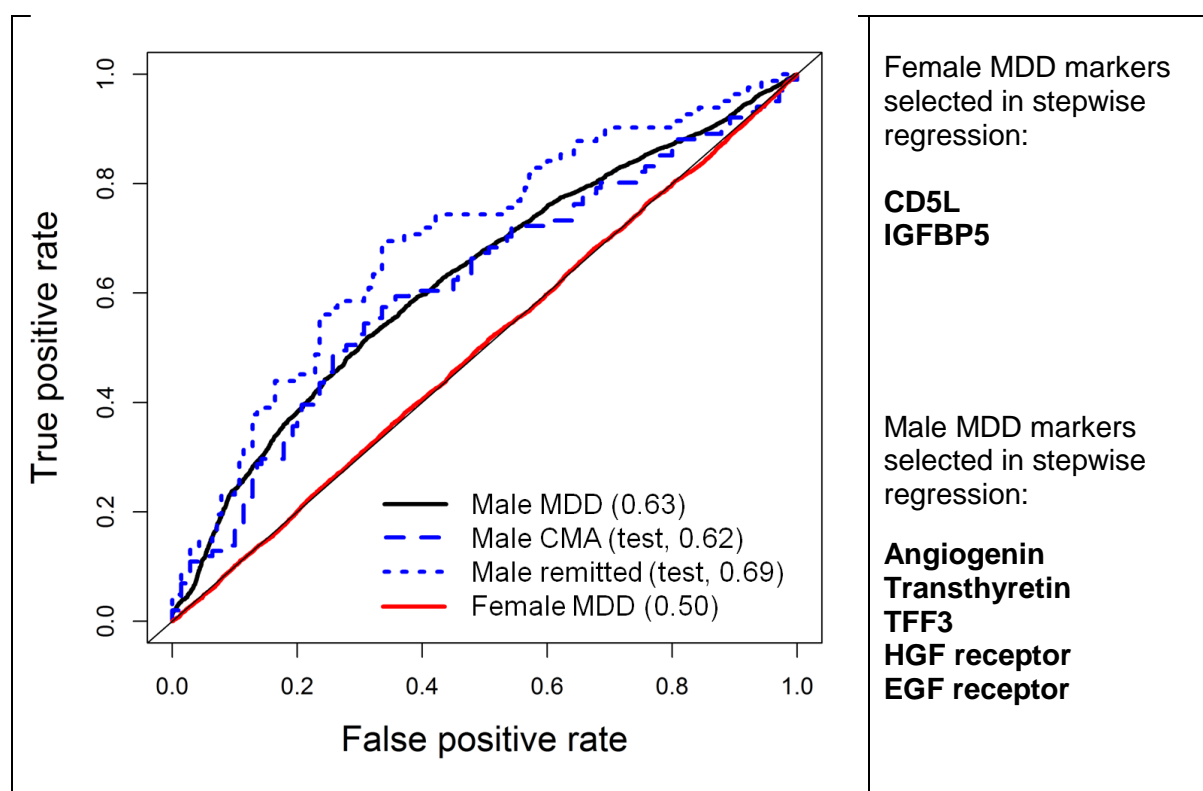 True positive rate
1.0
0.8
0.6
0.4
0.2
0.0
Male MDD (0.63)
Male CMA (test, 0.62)
Male remitted (test, 0.69)
Female MDD (0.50)
0.0 0.2 0.4 0.6 0.8 1.0
False positive rate
Female MDD markers
selected in stepwise
regression:
CD5L
IGFBP5
Male MDD markers
selected in stepwise
regression:
Angiogenin
Transthyretin
TFF3
HGF receptor
EGF receptor